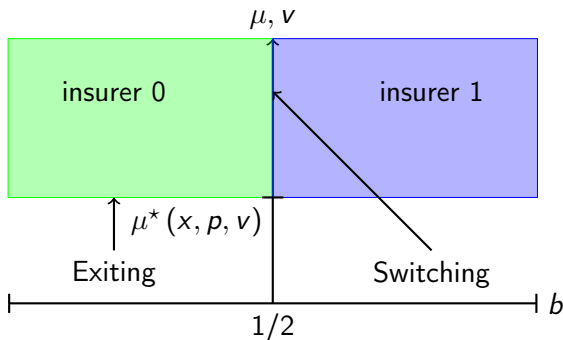 μ, v
insurer 0
insurer 1
μ⋆ (x, p, v)
Exiting
Switching
b
1/2